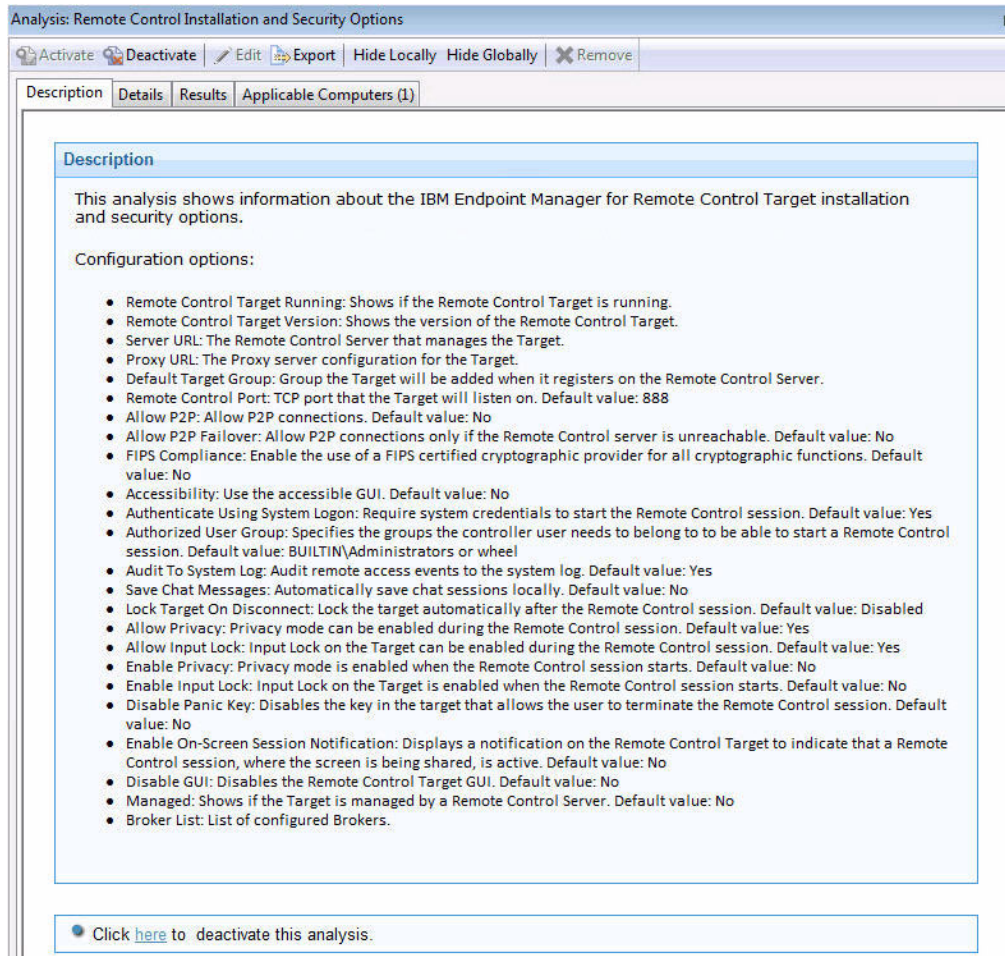 Analysis: Remote Control Installation and Security Options
Activate Deactivate Edit Export Hide Locally Hide Globally Remove
Description Details Results Applicable Computers (1)
Description
This analysis shows information about the IBM Endpoint Manager for Remote Control Target installation
and security options.
Configuration options:
• Remote Control Target Running: Shows if the Remote Control Target is running.
• Remote Control Target Version: Shows the version of the Remote Control Target.
• Server URL: The Remote Control Server that manages the Target.
• Proxy URL: The Proxy server configuration for the Target.
• Default Target Group: Group the Target will be added when it registers on the Remote Control Server.
• Remote Control Port: TCP port that the Target will listen on. Default value: 888
• Allow P2P: Allow P2P connections. Default value: No
• Allow P2P Failover: Allow P2P connections only if the Remote Control server is unreachable. Default value: No
• FIPS Compliance: Enable the use of a FIPS certified cryptographic provider for all cryptographic functions. Default
value: No
• Accessibility: Use the accessible GUI. Default value: No
• Authenticate Using System Logon: Require system credentials to start the Remote Control session. Default value: Yes
• Authorized User Group: Specifies the groups the controller user needs to belong to to be able to start a Remote Control
session. Default value: BUILTIN\Administrators or wheel
• Audit To System Log: Audit remote access events to the system log. Default value: Yes
• Save Chat Messages: Automatically save chat sessions locally. Default value: No
• Lock Target On Disconnect: Lock the target automatically after the Remote Control session. Default value: Disabled
• Allow Privacy: Privacy mode can be enabled during the Remote Control session. Default value: Yes
• Allow Input Lock: Input Lock on the Target can be enabled during the Remote Control session. Default value: Yes
• Enable Privacy: Privacy mode is enabled when the Remote Control session starts. Default value: No
• Enable Input Lock: Input Lock on the Target is enabled when the Remote Control session starts. Default value: No
• Disable Panic Key: Disables the key in the target that allows the user to terminate the Remote Control session. Default
value: No
• Enable On-Screen Session Notification: Displays a notification on the Remote Control Target to indicate that a Remote
Control session, where the screen is being shared, is active. Default value: No
• Disable GUI: Disables the Remote Control Target GUI. Default value: No
• Managed: Shows if the Target is managed by a Remote Control Server. Default value: No
• Broker List: List of configured Brokers.
Click here to deactivate this analysis.